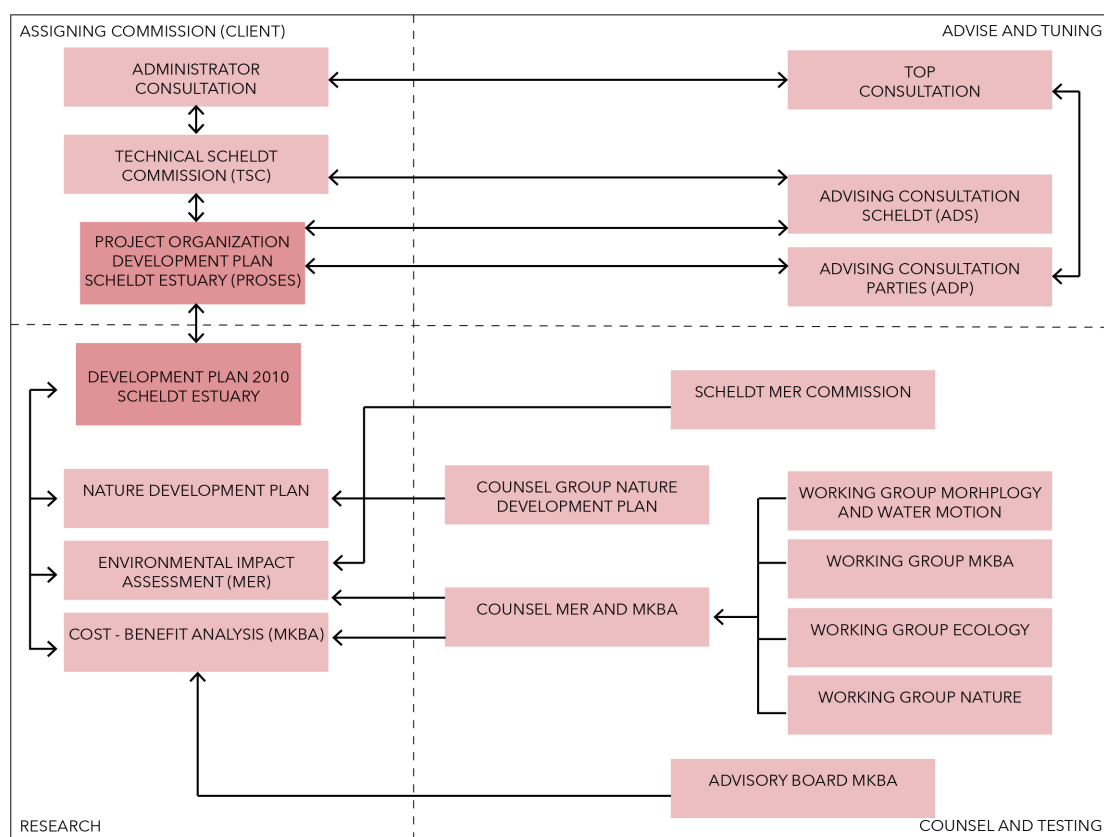 ASSIGNING COMMISSION (CLIENT)
ADVISE AND TUNING
ADMINISTRATOR
CONSULTATION
TOP
CONSULTATION
TECHNICAL SCHELDT
COMMISSION (TSC)
ADVISING CONSULTATION
SCHELDT (ADS)
PROJECT ORGANIZATION
DEVELOPMENT PLAN
SCHELDT ESTUARY (PROSES)
ADVISING CONSULTATION
PARTIES (ADP)
DEVELOPMENT PLAN 2010
SCHELDT ESTUARY
SCHELDT MER COMMISSION
NATURE DEVELOPMENT PLAN
COUNSEL GROUP NATURE
DEVELOPMENT PLAN
WORKING GROUP MORHPLOGY
AND WATER MOTION
ENVIRONMENTAL IMPACT
ASSESSMENT (MER)
WORKING GROUP MKBA
COST - BENEFIT ANALYSIS (MKBA)
COUNSEL MER AND MKBA
WORKING GROUP ECOLOGY
WORKING GROUP NATURE
ADVISORY BOARD MKBA
RESEARCH
COUNSEL AND TESTING